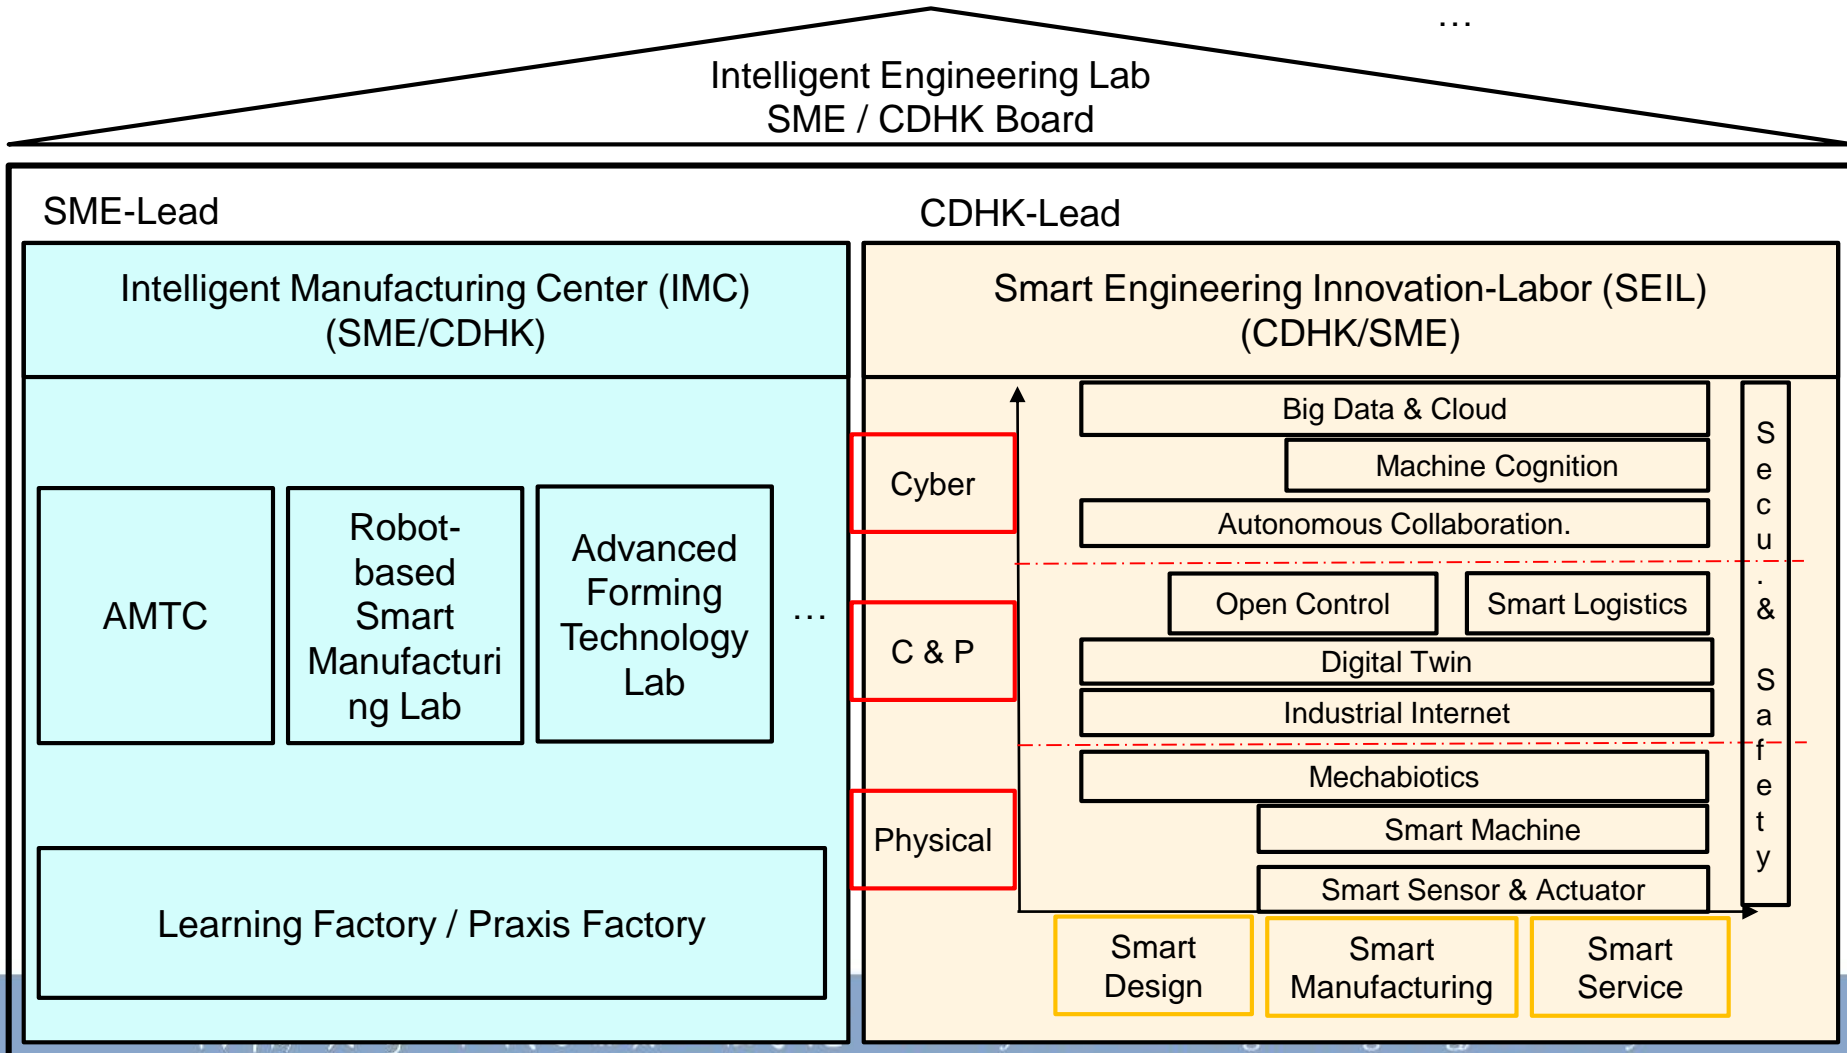 …
Intelligent Engineering Lab
SME / CDHK Board
SME-Lead
CDHK-Lead
Intelligent Manufacturing Center (IMC)
(SME/CDHK)
Smart Engineering Innovation-Labor (SEIL)
(CDHK/SME)
AMTC
Robot-
based
Smart
Manufacturi
ng Lab
Advanced
Forming
Technology
Lab
…
Learning Factory / Praxis Factory
Cyber
C & P
Physical
Big Data & Cloud
Machine Cognition
Autonomous Collaboration.
Open Control
Smart Logistics
Digital Twin
Industrial Internet
Mechabiotics
Smart Machine
Smart Sensor & Actuator
Secu.& Safety
Smart
Design
Smart
Manufacturing
Smart
Service